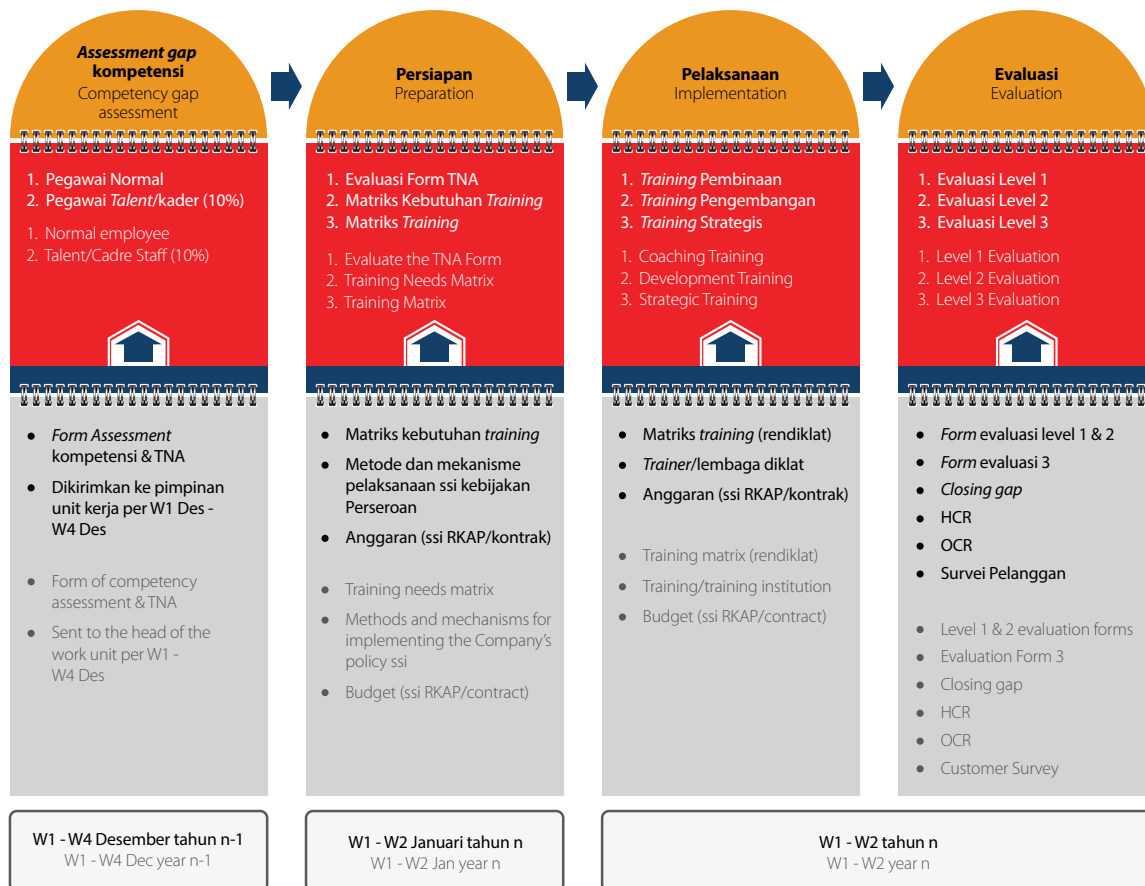 Assessment gap
kompetensi
Competency gap
assessment
1. Pegawai Normal
2. Pegawai Talent/kader (10%)
1. Normal employee
2. Talent/Cadre Staff (10%)
• Form Assessment
kompetensi & TNA
• Dikirimkan ke pimpinan
unit kerja per W1 Des -
W4 Des
• Form of competency
assessment & TNA
• Sent to the head of the
work unit per W1 -
W4 Des
W1 - W4 Desember tahun n-1
W1 - W4 Dec year n-1
Persiapan
Preparation
1. Evaluasi Form TNA
2. Matriks Kebutuhan Training
3. Matriks Training
1. Evaluate the TNA Form
2. Training Needs Matrix
3. Training Matrix
• Matriks kebutuhan training
• Metode dan mekanisme
pelaksanaan ssi kebijakan
Perseroan
• Anggaran (ssi RKAP/kontrak)
• Training needs matrix
• Methods and mechanisms for
implementing the Company's
policy ssi
• Budget (ssi RKAP/contract)
W1 - W2 Januari tahun n
W1 - W2 Jan year n
Pelaksanaan
Implementation
1. Training Pembinaan
2. Training Pengembangan
3. Training Strategis
1. Coaching Training
2. Development Training
3. Strategic Training
• Matriks training (rendiklat)
• Trainer/lembaga diklat
• Anggaran (ssi RKAP/kontrak)
• Training matrix (rendiklat)
• Training/training institution
• Budget (ssi RKAP/contract)
Evaluasi
Evaluation
1. Evaluasi Level 1
2. Evaluasi Level 2
3. Evaluasi Level 3
1. Level 1 Evaluation
2. Level 2 Evaluation
3. Level 3 Evaluation
• Form evaluasi level 1 & 2
• Form evaluasi 3
• Closing gap
• HCR
• OCR
• Survei Pelanggan
• Level 1 & 2 evaluation forms
• Evaluation Form 3
• Closing gap
• HCR
• OCR
• Customer Survey
W1 - W2 tahun n
W1 - W2 year n